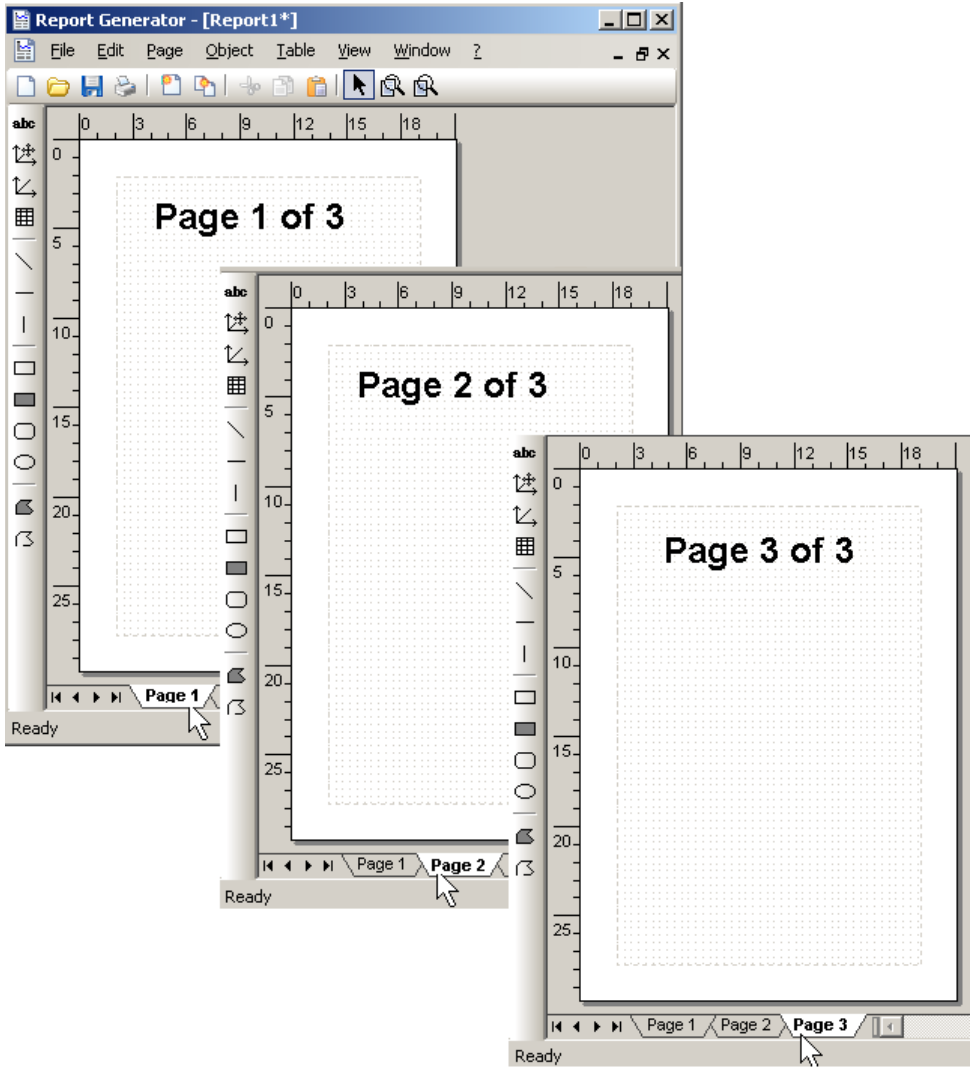 Report Generator - [Report1*]
File Edit Page Object Table View Window ?
abc
0 3 6 9 12 15 18
0
5
10
15
20
25
Page 1 of 3
Page 1
Ready
abc
0 3 6 9 12 15 18
0
5
10
15
20
25
Page 2 of 3
Page 1 Page 2
Ready
abc
0 3 6 9 12 15 18
0
5
10
15
20
25
Page 3 of 3
Page 1 Page 2 Page 3
Ready